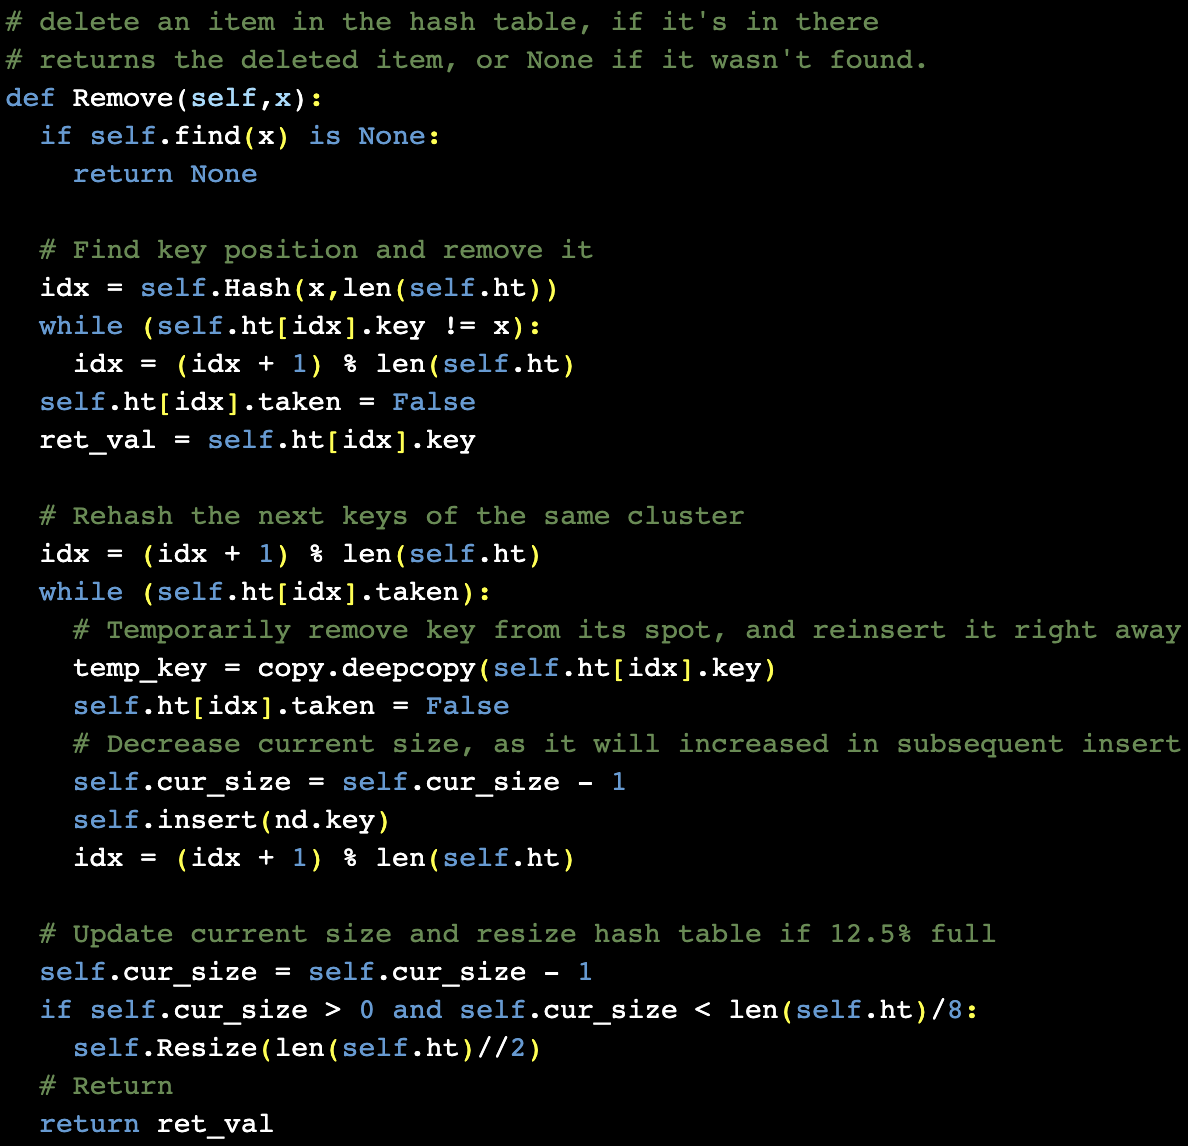 # delete an item in the hash table, if it's in there
# returns the deleted item, or None if it wasn't found.
def Remove(self,x):
  if self.find(x) is None:
    return None

  # Find key position and remove it
  idx = self.Hash(x,len(self.ht))
  while (self.ht[idx].key != x):
    idx = (idx + 1) % len(self.ht)
  self.ht[idx].taken = False
  ret_val = self.ht[idx].key

  # Rehash the next keys of the same cluster
  idx = (idx + 1) % len(self.ht)
  while (self.ht[idx].taken):
    # Temporarily remove key from its spot, and reinsert it right away
    temp_key = copy.deepcopy(self.ht[idx].key)
    self.ht[idx].taken = False
    # Decrease current size, as it will increased in subsequent insert
    self.cur_size = self.cur_size - 1
    self.insert(nd.key)
    idx = (idx + 1) % len(self.ht)

  # Update current size and resize hash table if 12.5% full
  self.cur_size = self.cur_size - 1
  if self.cur_size > 0 and self.cur_size < len(self.ht)/8:
    self.Resize(len(self.ht)//2)
  # Return
  return ret_val